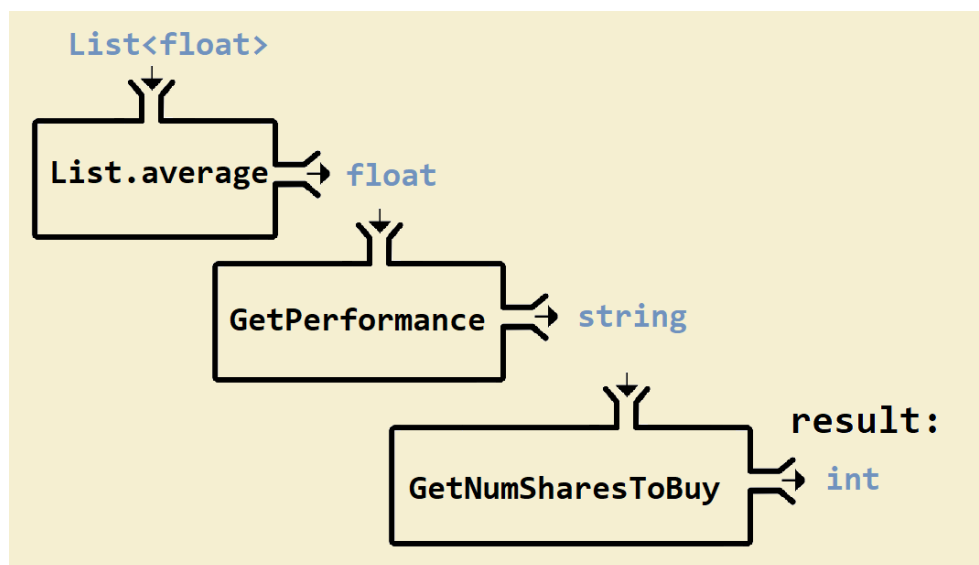 List<float>
List.average
float
GetPerformance
string
result:
GetNumSharesToBuy
int